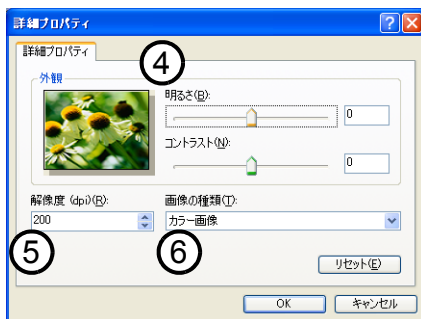 詳細プロパティ
詳細プロパティ
④
外観
明るさ(B):
0
コントラスト(N):
0
解像度 (dpi)(R):
画像の種類(T):
200
カラー画像
⑤
⑥
リセット(E)
OK
キャンセル